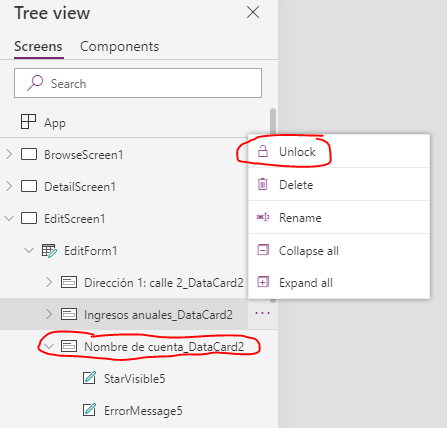 Tree view
Screens Components
Search
App
BrowseScreen1
Unlock
DetailScreen1
Delete
EditScreen1
Rename
EditForm1
Collapse all
Dirección 1: calle 2_DataCard2
Expand all
Ingresos anuales_DataCard2
Nombre de cuenta_DataCard2
StarVisible5
ErrorMessage5